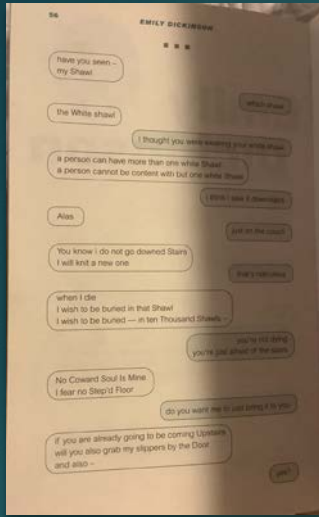 56
EMILY DICKINSON
have you seen –
my Shawl
which shawl
the White shawl
I thought you were wearing your white shawl
a person can have more than one white Shawl
a person cannot be content with but one white Shawl
I think I saw it downstairs
Alas
just on the couch
You know i do not go downed Stairs
I will knit a new one
that's ridiculous
when I die
I wish to be buried in that Shawl
I wish to be buried — in ten Thousand Shawls –
you're not dying
you're just afraid of the stairs
No Coward Soul Is Mine
I fear no Step'd Floor
do you want me to just bring it to you
if you are already going to be coming Upstairs
will you also grab my slippers by the Door
and also –
yes?